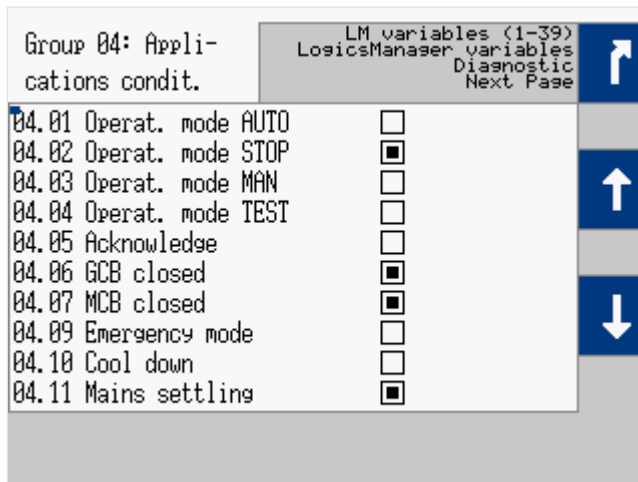 Group 04: Appli-
cations condit.
LM variables (1-39)
LogicsManager variables
Diagnostic
Next Page
04.01 Operat. mode AUTO
04.02 Operat. mode STOP
04.03 Operat. mode MAN
04.04 Operat. mode TEST
04.05 Acknowledge
04.06 GCB closed
04.07 MCB closed
04.09 Emergency mode
04.10 Cool down
04.11 Mains settling